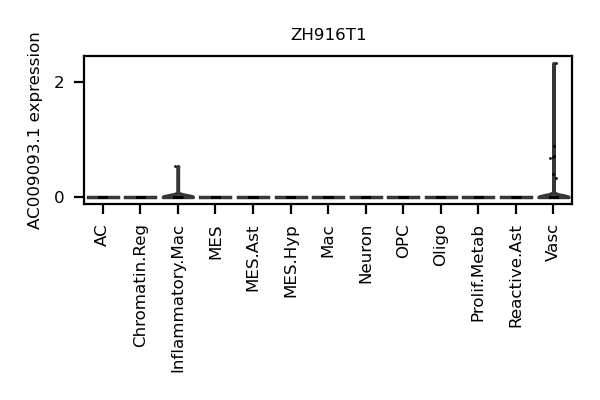 ZH916T1
AC009093.1 expression
2
0
AC
Chromatin.Reg
Inflammatory.Mac
MES
MES.Ast
MES.Hyp
Mac
Neuron
OPC
Oligo
Prolif.Metab
Reactive.Ast
Vasc